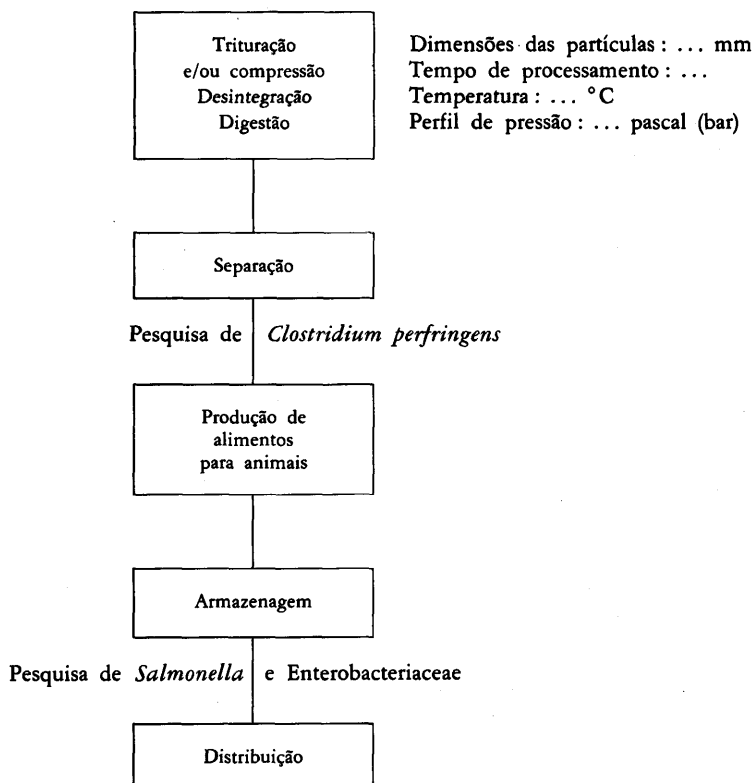 Trituração
e/ou compressão
Desintegração
Digestão
Dimensões das partículas : ... mm
Tempo de processamento : ...
Temperatura : ... °C
Perfil de pressão : ... pascal (bar)
Separação
Pesquisa de Clostridium perfringens
Produção de
alimentos
para animais
Armazenagem
Pesquisa de Salmonella e Enterobacteriaceae
Distribuição